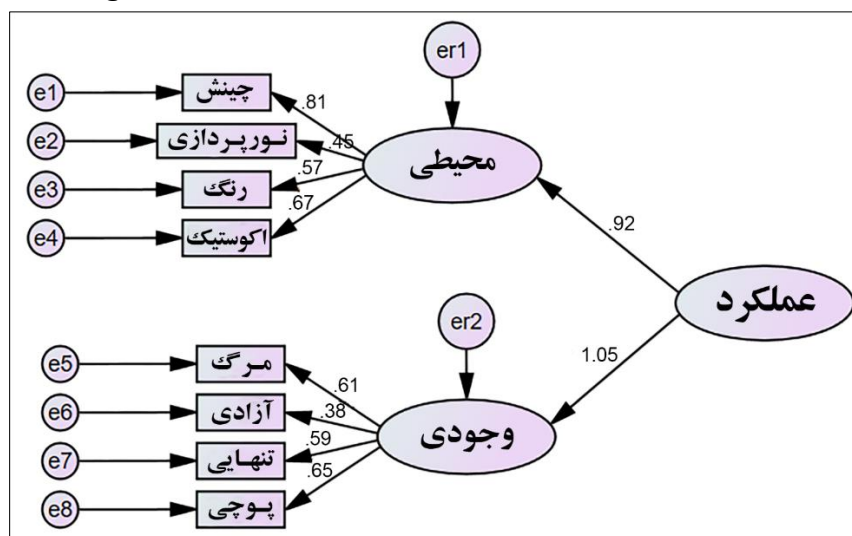 er1
e1
چینش
.81
e2
نورپردازی
.45
محیطی
e3
رنگ
.57
e4
اکوستیک
.67
.92
عملکرد
er2
1.05
e5
مرگ
.61
e6
آزادی
.38
وجودی
e7
تنهایی
.59
e8
پوچی
.65